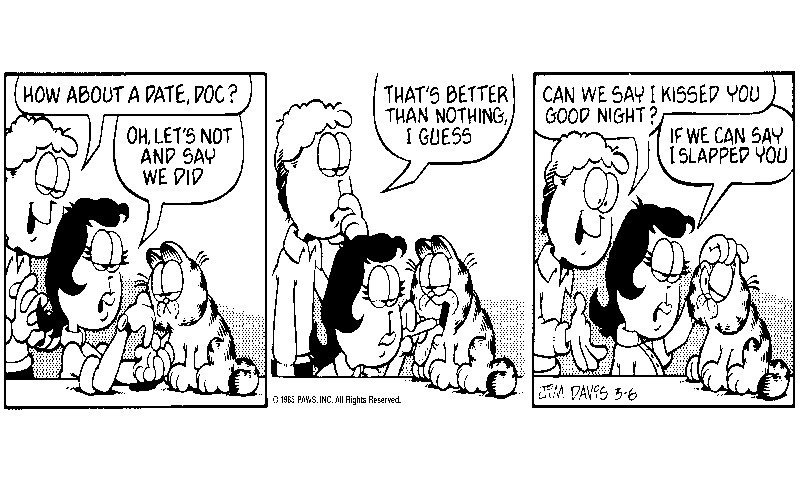 HOW ABOUT A DATE, DOC?
OH, LET'S NOT
AND SAY
WE DID
THAT'S BETTER
THAN NOTHING,
I GUESS
© 1985 PAWS, INC. All Rights Reserved.
CAN WE SAY I KISSED YOU
GOOD NIGHT?
IF WE CAN SAY
I SLAPPED YOU
JIM DAVIS 3-6